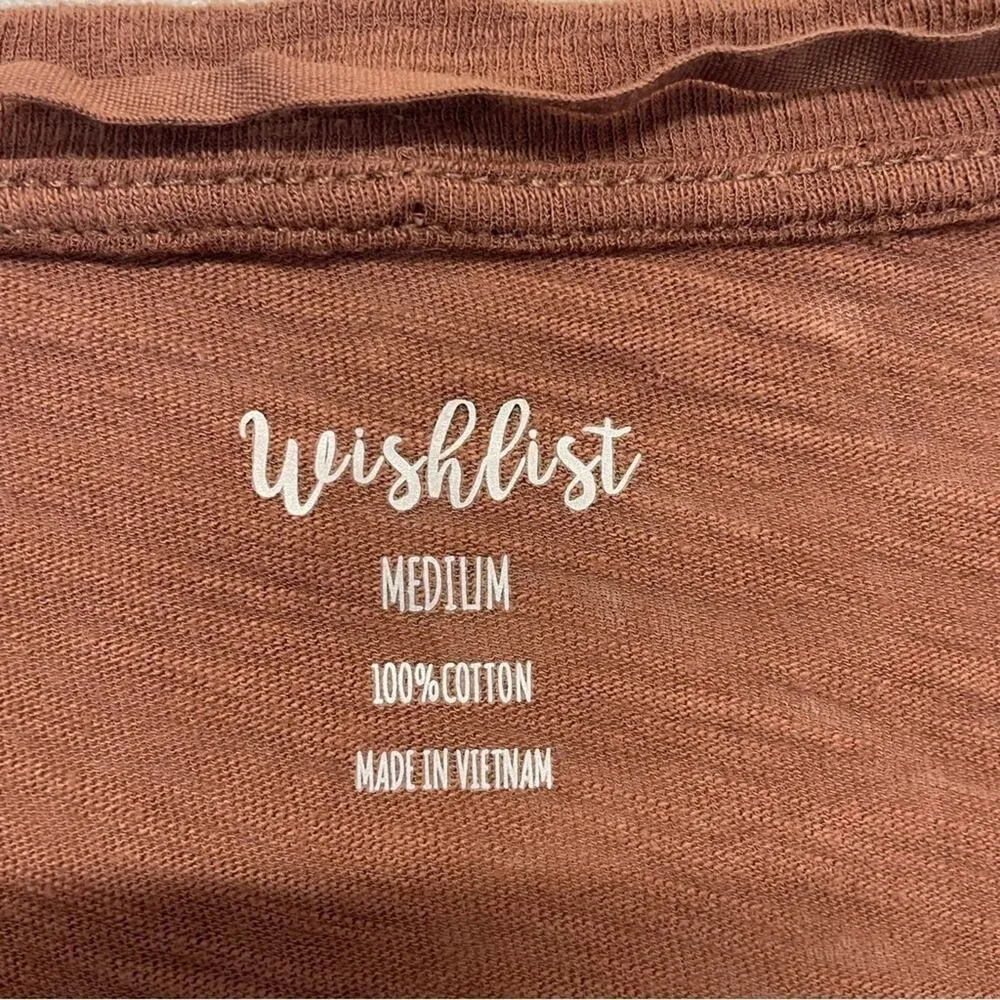 Wishlist
MEDIUM
100% COTTON
MADE IN VIETNAM